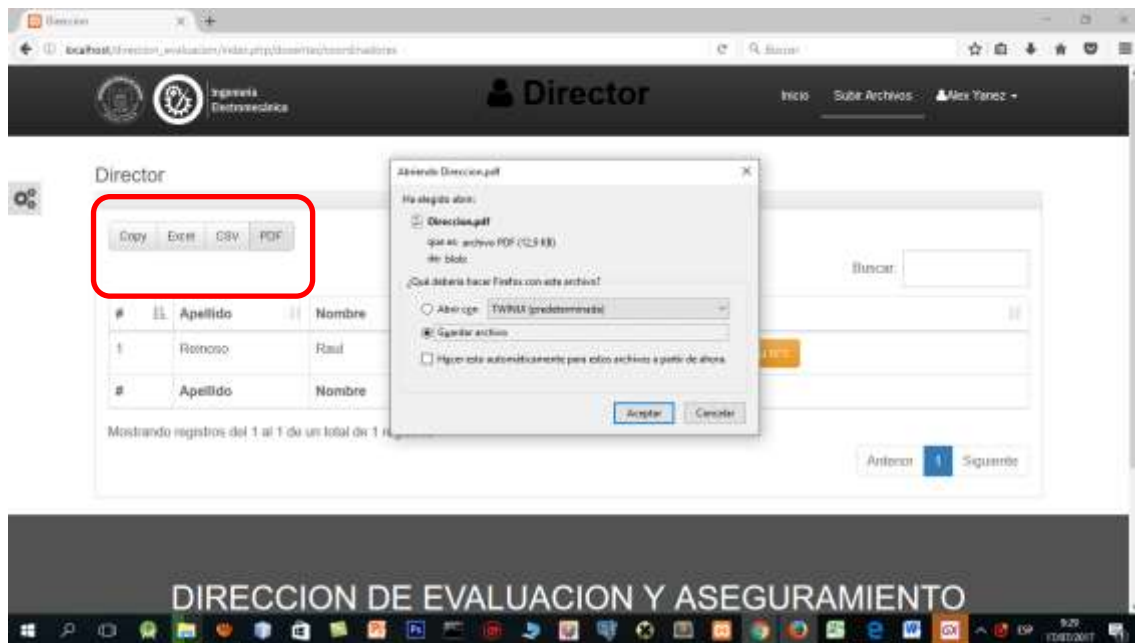 Direccion
localhost/direccion_evaluacion/index.php/docentes/coordinadores
Buscar
Ingeniería
Electromecánica
Director
Inicio
Subir Archivos
Alex Yanez
Director
Copy Excel CSV PDF
Buscar:
# Apellido Nombre
1 Reinoso Raul
# Apellido Nombre
Mostrando registros del 1 al 1 de un total de 1
Anterior 1 Siguiente
Abriendo Direccion.pdf
Ha elegido abrir:
Direccion.pdf
que es: archivo PDF (12,9 KB)
de: blob:
¿Qué debería hacer Firefox con este archivo?
Abrir con TWINUI (predeterminada)
Guardar archivo
Hacer esto automáticamente para estos archivos a partir de ahora.
Aceptar Cancelar
DIRECCION DE EVALUACION Y ASEGURAMIENTO
ESP
9:29